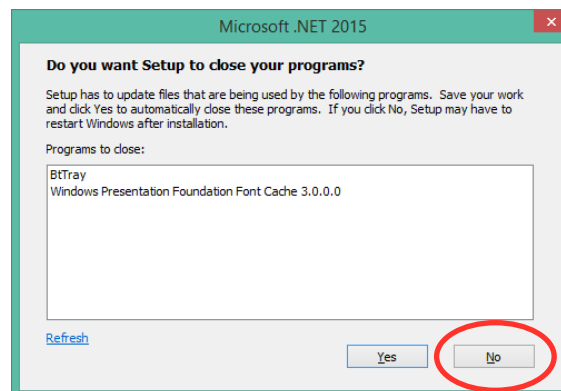 Microsoft .NET 2015
Do you want Setup to close your programs?
Setup has to update files that are being used by the following programs. Save your work
and click Yes to automatically close these programs. If you click No, Setup may have to
restart Windows after installation.
Programs to close:
BtTray
Windows Presentation Foundation Font Cache 3.0.0.0
Refresh
Yes
No